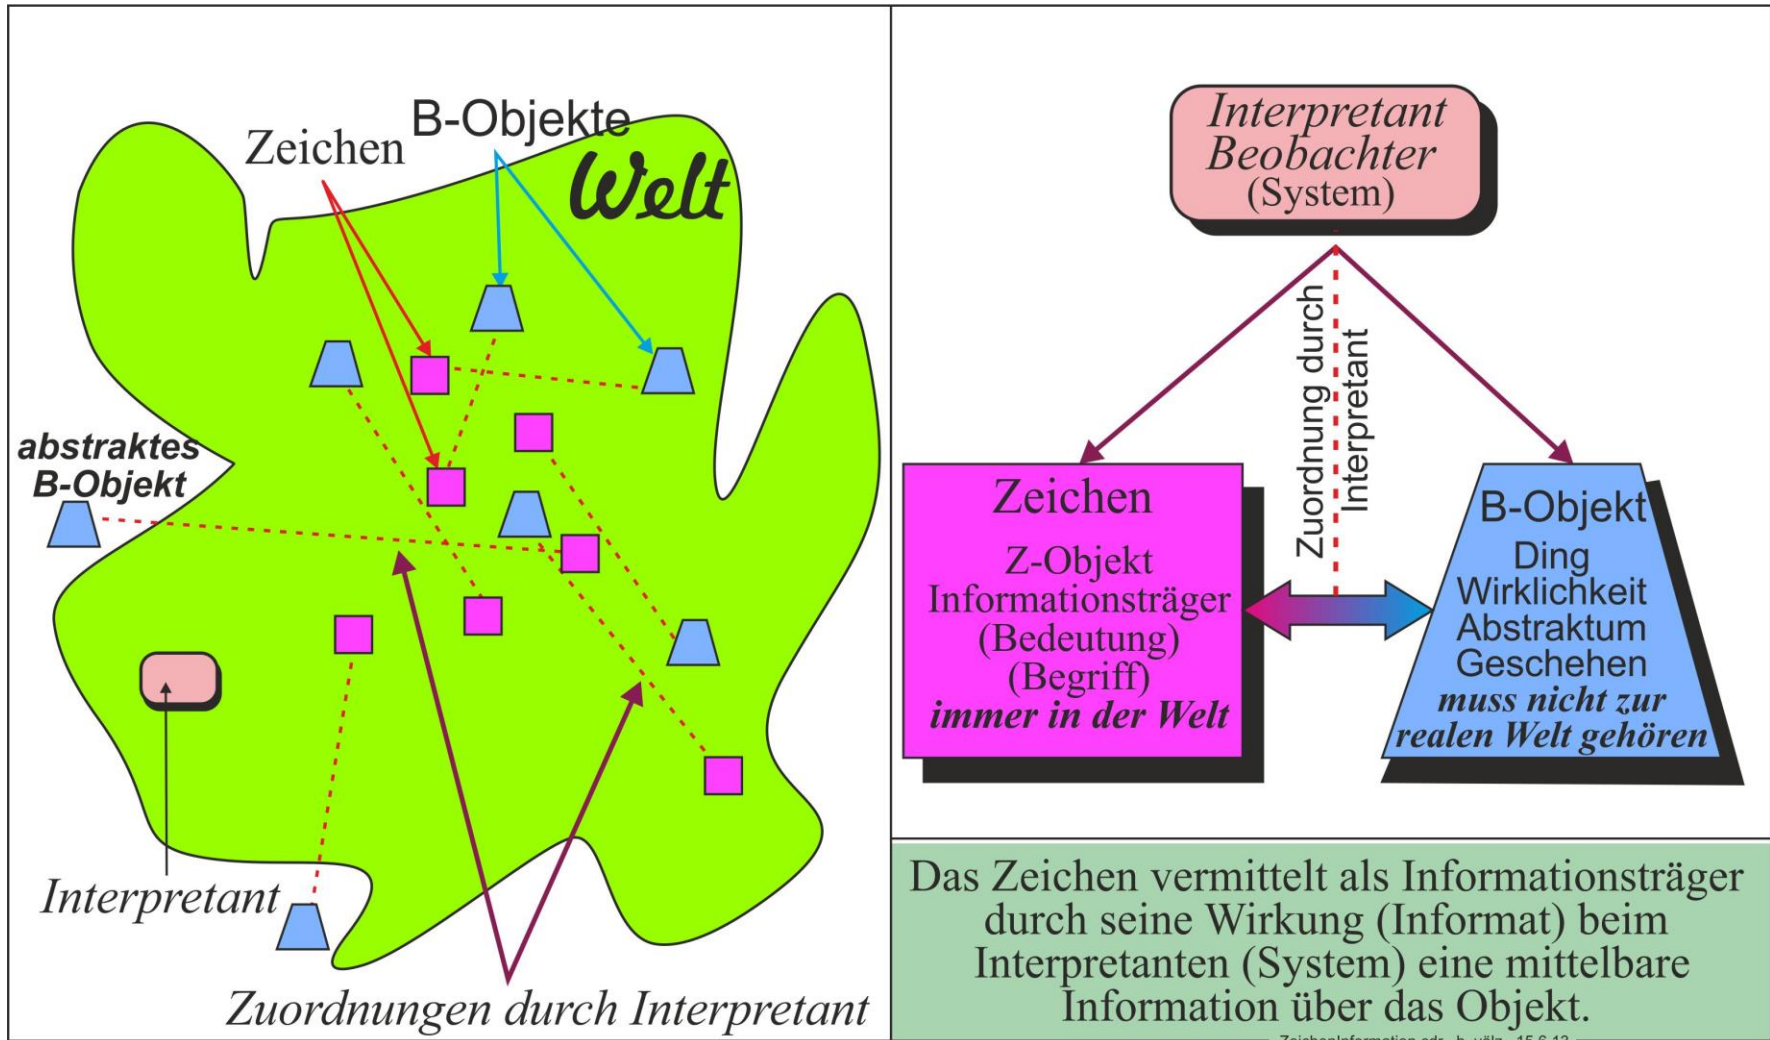 Zeichen
B-Objekte
Welt
abstraktes
B-Objekt
Interpretant
Zuordnungen durch Interpretant
Interpretant
Beobachter
(System)
Zuordnung durch
Interpretant
Zeichen
Z-Objekt
Informationsträger
(Bedeutung)
(Begriff)
immer in der Welt
B-Objekt
Ding
Wirklichkeit
Abstraktum
Geschehen
muss nicht zur
realen Welt gehören
Das Zeichen vermittelt als Informationsträger
durch seine Wirkung (Informat) beim
Interpretanten (System) eine mittelbare
Information über das Objekt.